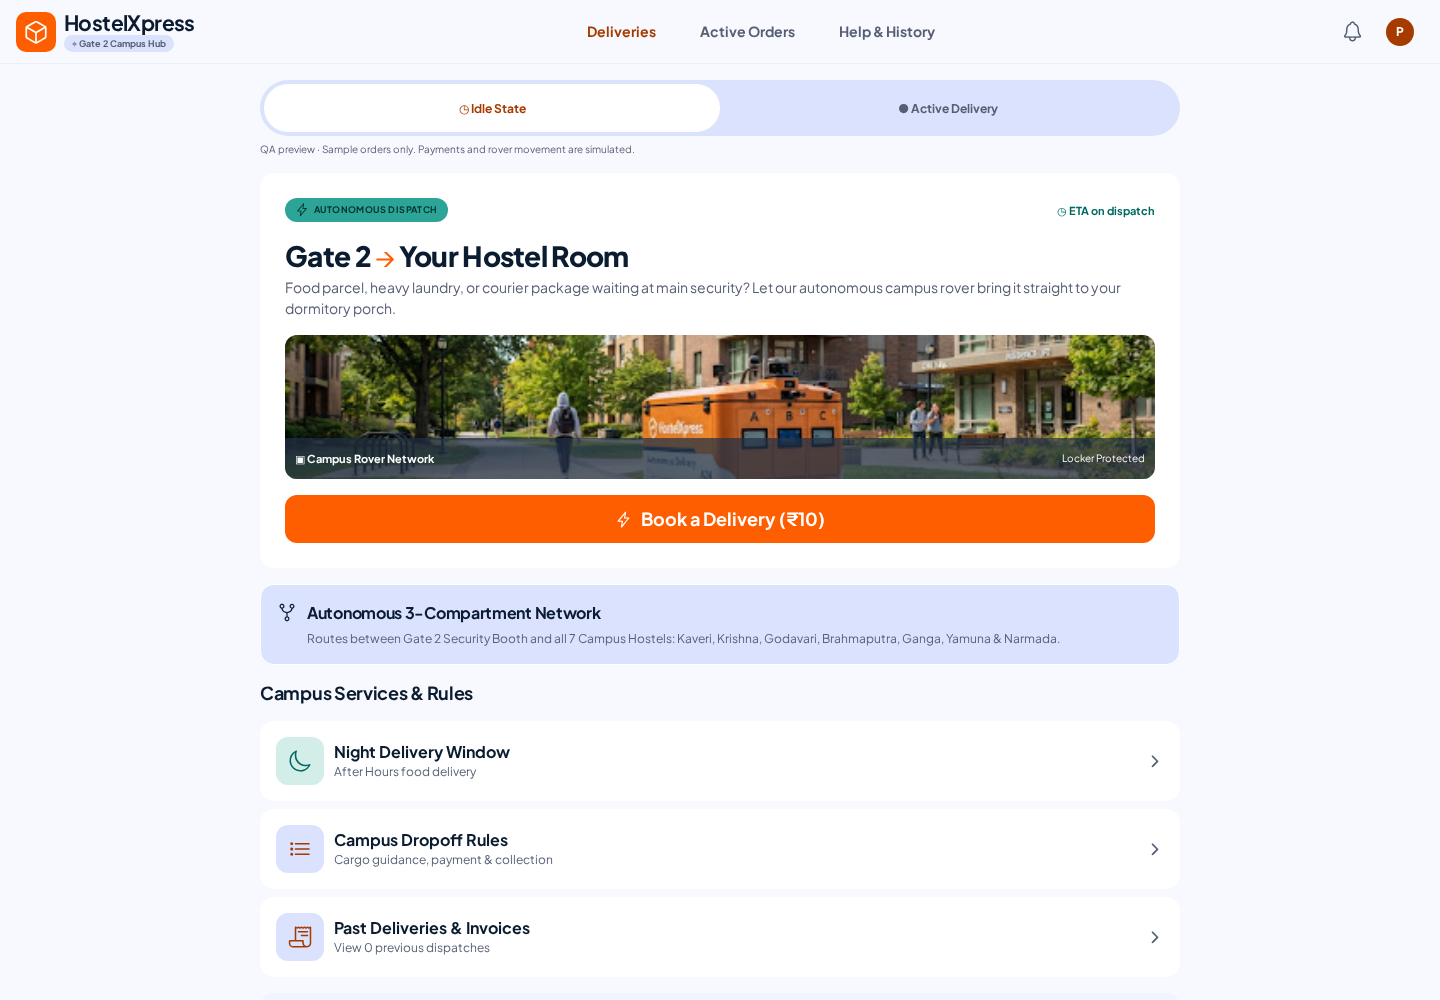 HostelXpress
Gate 2 Campus Hub
Deliveries
Active Orders
Help & History
P
Idle State
Active Delivery
QA preview · Sample orders only. Payments and rover movement are simulated.
AUTONOMOUS DISPATCH
ETA on dispatch
Gate 2 → Your Hostel Room
Food parcel, heavy laundry, or courier package waiting at main security? Let our autonomous campus rover bring it straight to your
dormitory porch.
A B C
HostelXpress
Autonomous Delivery
Campus Rover Network
Locker Protected
Book a Delivery (₹10)
Autonomous 3-Compartment Network
Routes between Gate 2 Security Booth and all 7 Campus Hostels: Kaveri, Krishna, Godavari, Brahmaputra, Ganga, Yamuna & Narmada.
Campus Services & Rules
Night Delivery Window
After Hours food delivery
Campus Dropoff Rules
Cargo guidance, payment & collection
Past Deliveries & Invoices
View 0 previous dispatches